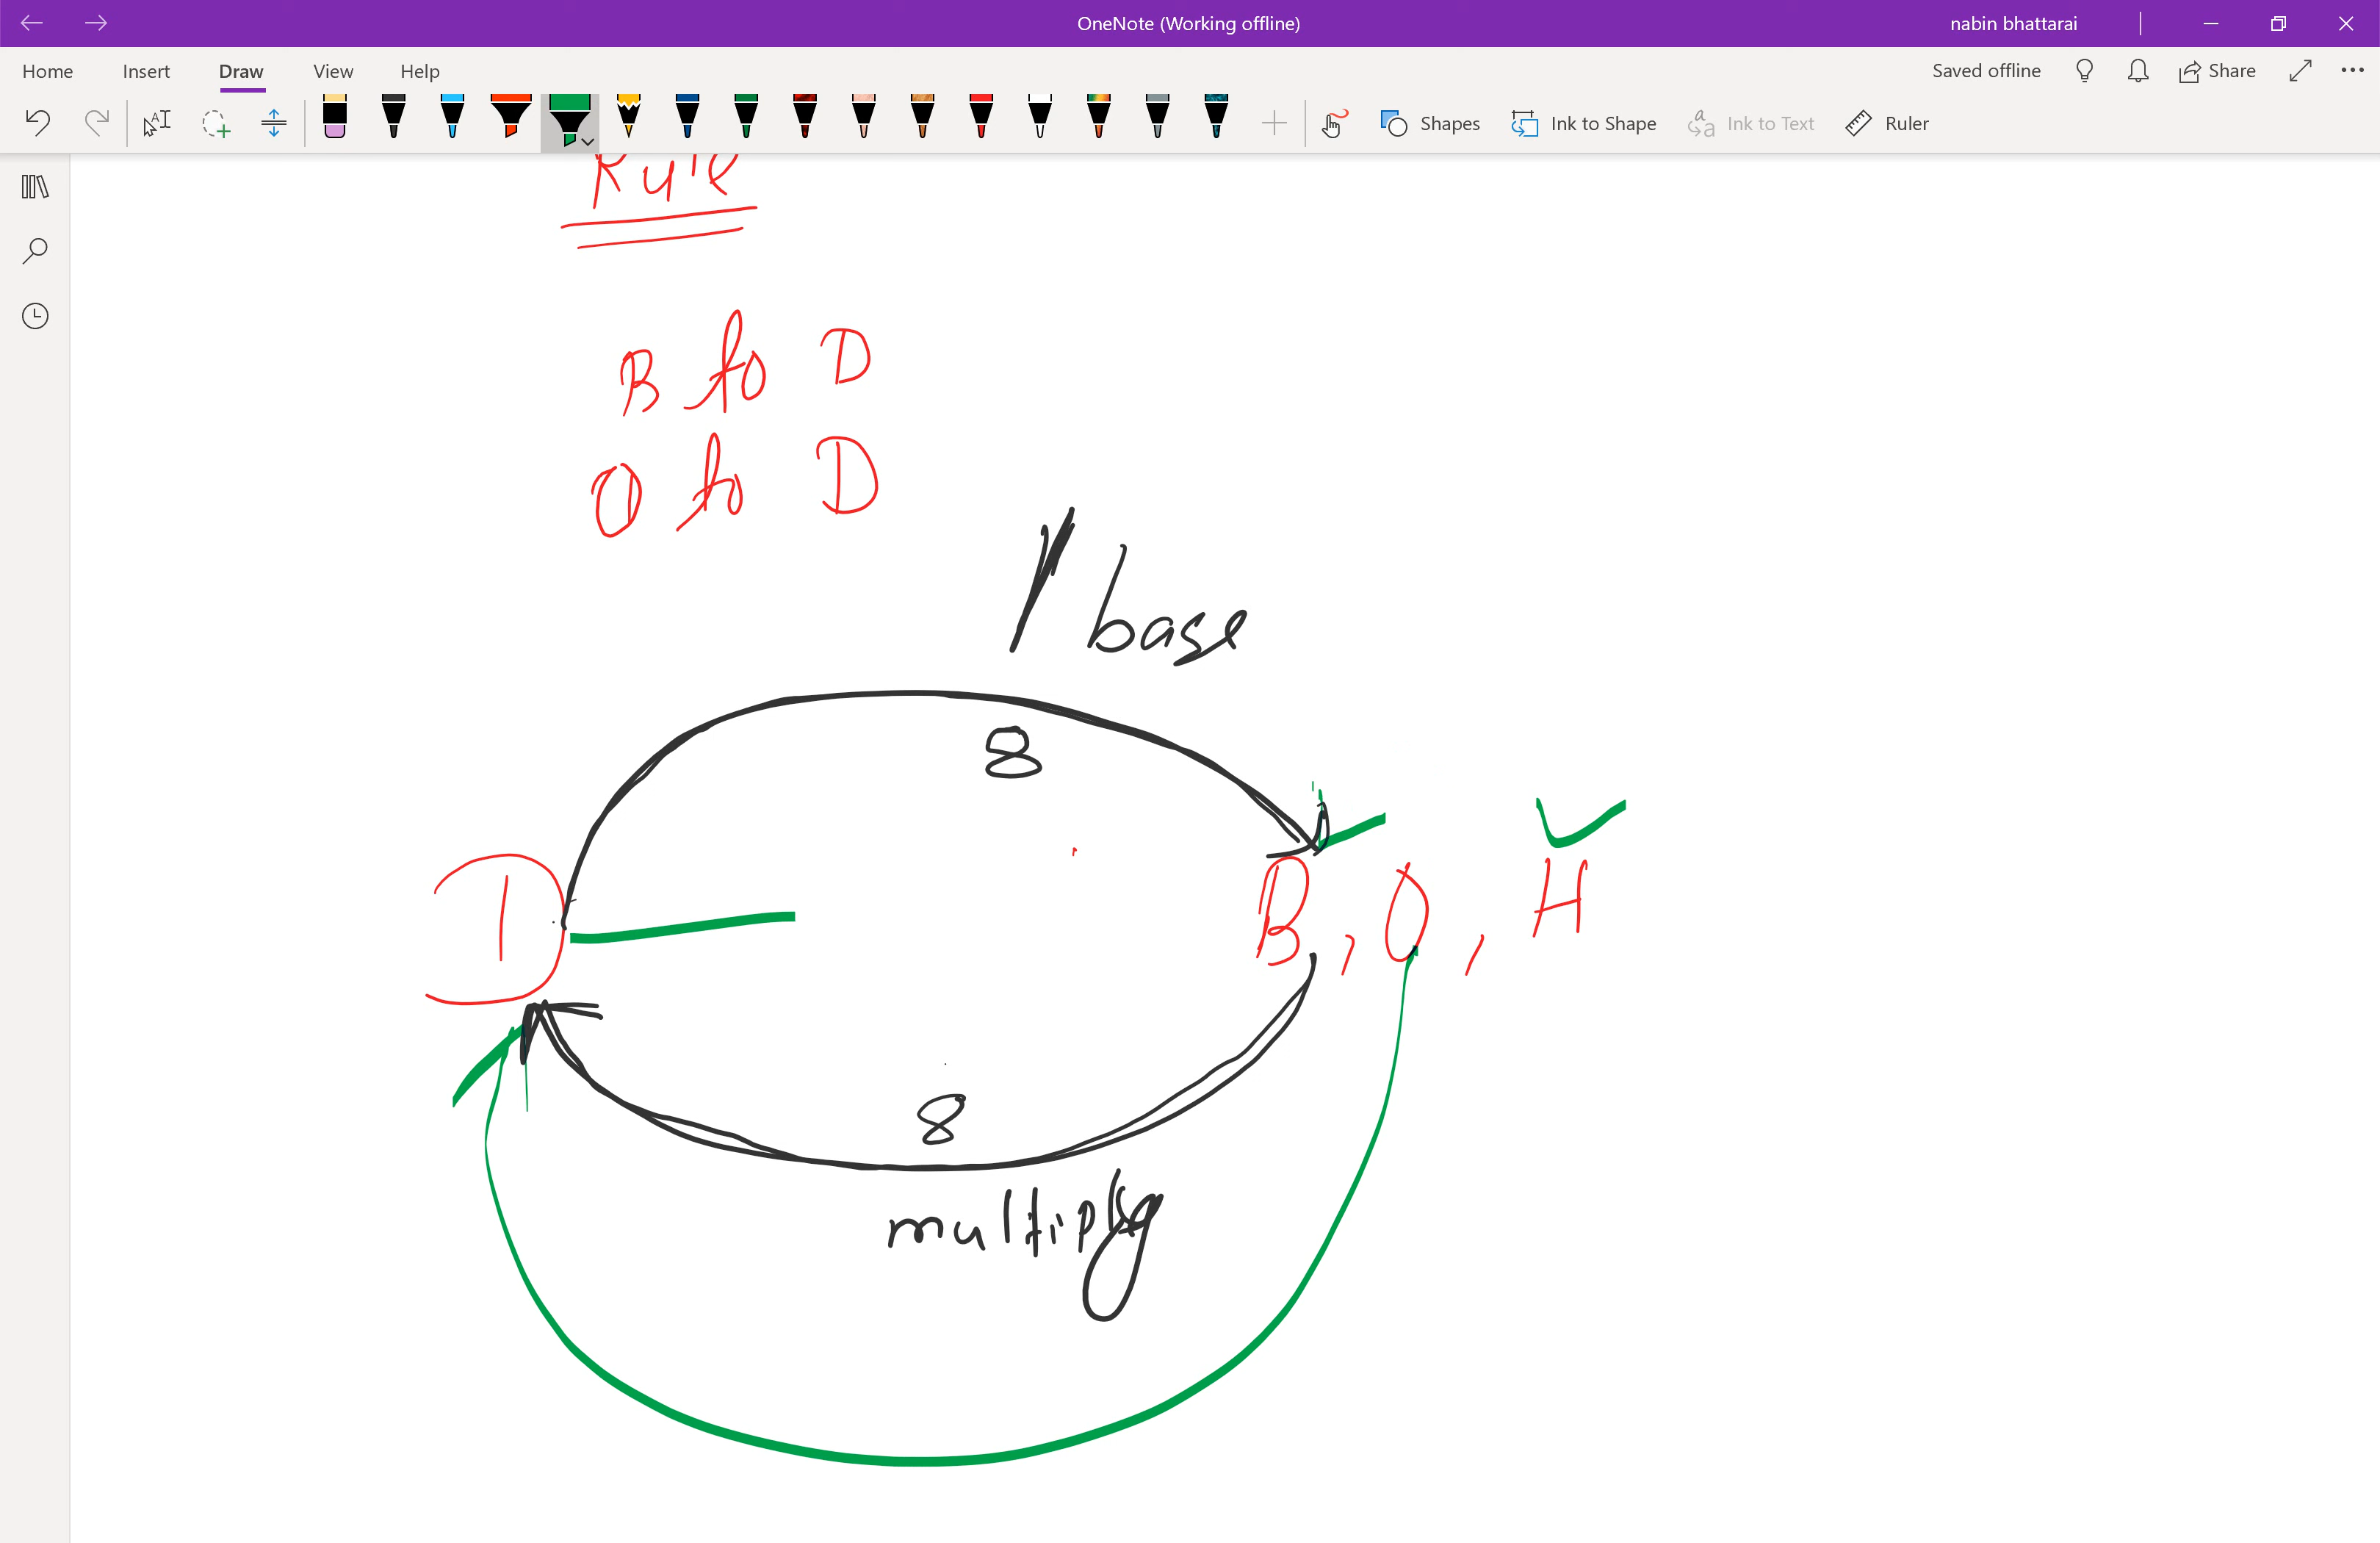 OneNote (Working offline)
nabin bhattarai
Home Insert Draw View Help
Saved offline Share
Shapes Ink to Shape Ink to Text Ruler
Rule
B to D
O to D
/ base
8
D B, O, H
8
multiply